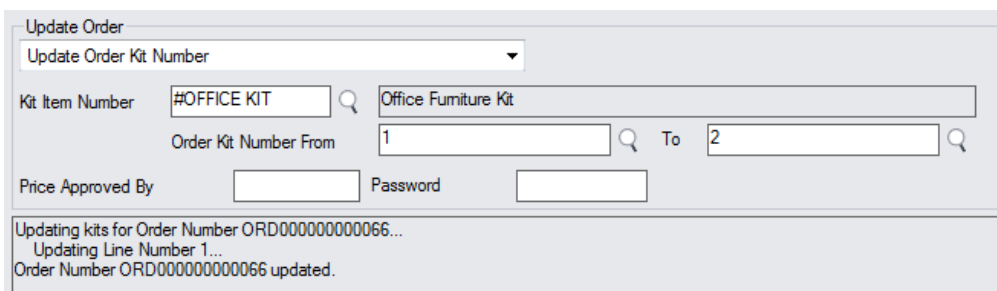 Update Order
Update Order Kit Number
Kit Item Number #OFFICE KIT Office Furniture Kit
Order Kit Number From 1 To 2
Price Approved By Password
Updating kits for Order Number ORD000000000066...
Updating Line Number 1...
Order Number ORD000000000066 updated.